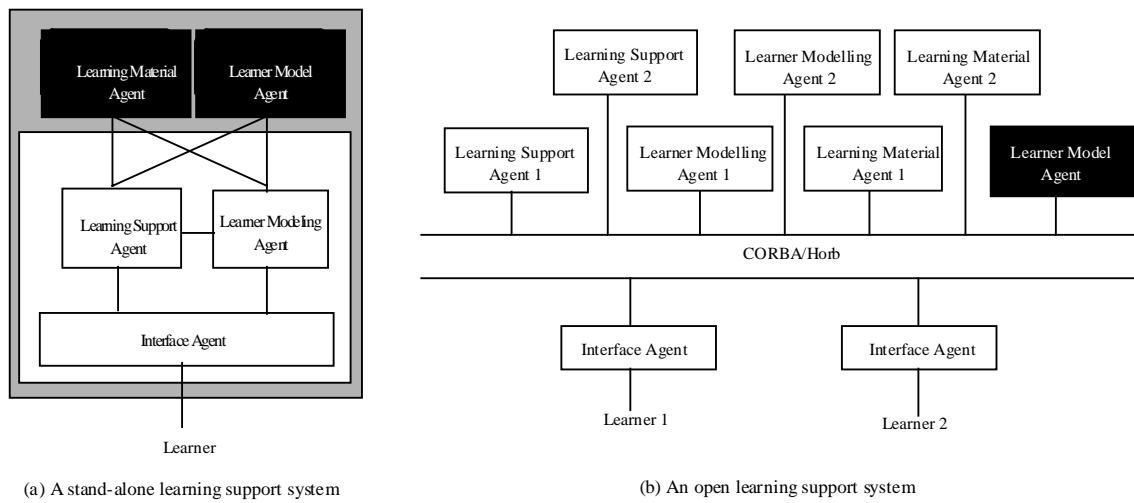 Learning Material
Agent
Learner Model
Agent
Learning Support
Agent
Learner Modeling
Agent
Interface Agent
Learner
(a) A stand-alone learning support system
Learning Support
Agent 2
Learner Modelling
Agent 2
Learning Material
Agent 2
Learning Support
Agent 1
Learner Modelling
Agent 1
Learning Material
Agent 1
Learner Model
Agent
CORBA/Horb
Interface Agent
Interface Agent
Learner 1
Learner 2
(b) An open learning support system